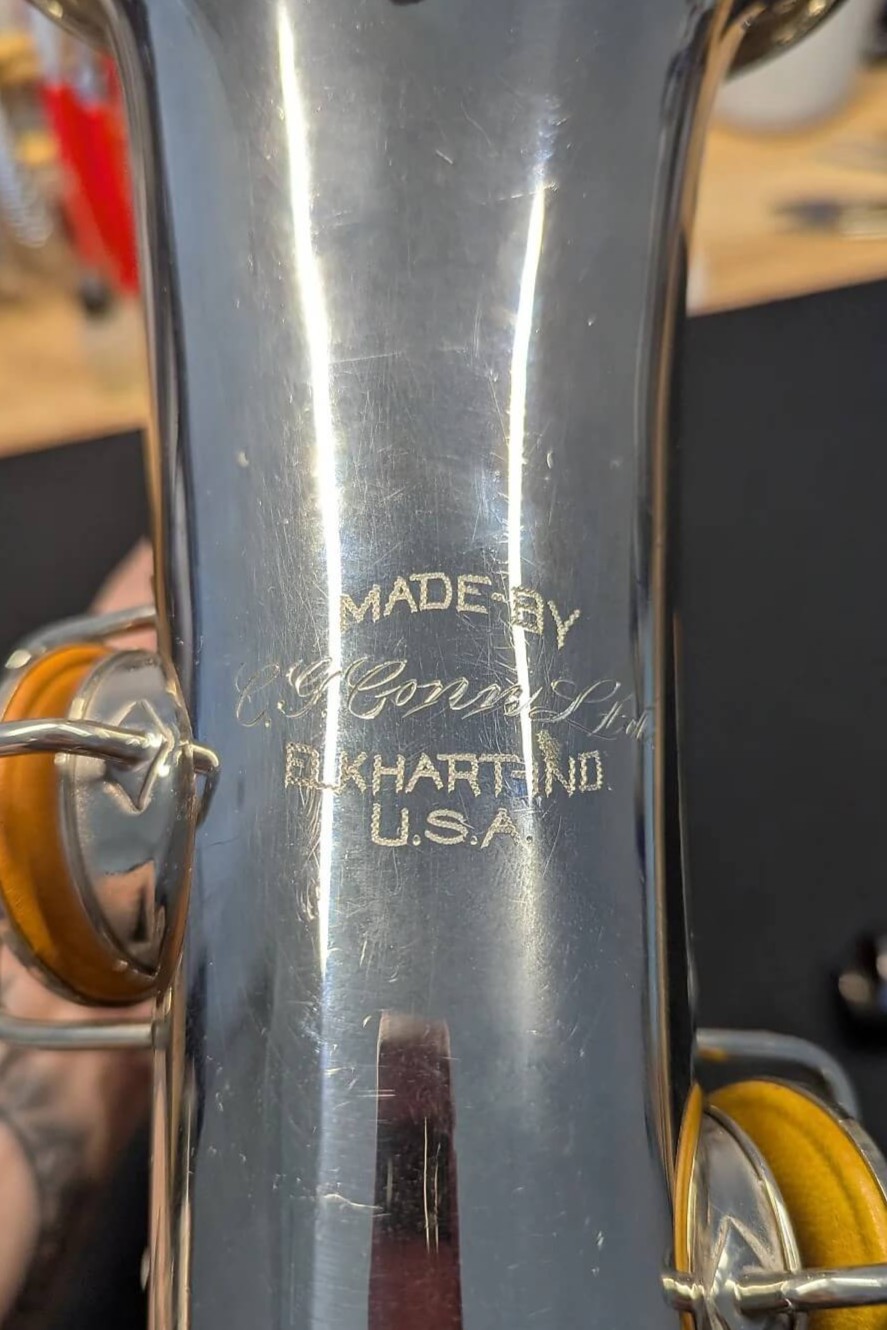 MADE-BY
C.G. Conn Ltd.
ELKHART-IND.
U.S.A.